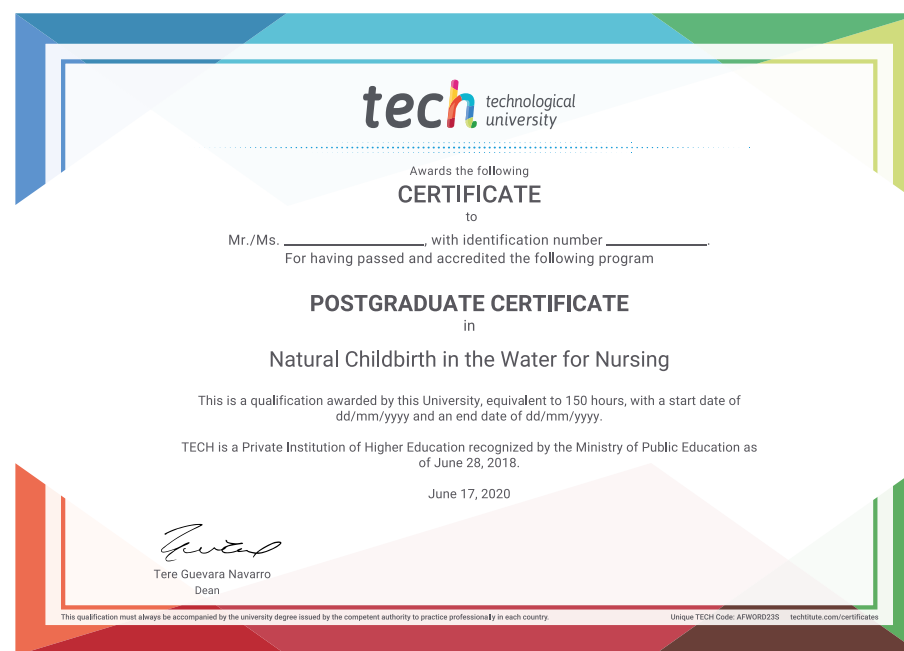 tech technological
university
Awards the following
CERTIFICATE
to
Mr./Ms. ____________, with identification number ____________.
For having passed and accredited the following program
POSTGRADUATE CERTIFICATE
in
Natural Childbirth in the Water for Nursing
This is a qualification awarded by this University, equivalent to 150 hours, with a start date of
dd/mm/yyyy and an end date of dd/mm/yyyy.
TECH is a Private Institution of Higher Education recognized by the Ministry of Public Education as
of June 28, 2018.
June 17, 2020
Tere Guevara Navarro
Dean
This qualification must always be accompanied by the university degree issued by the competent authority to practice professionally in each country. Unique TECH Code: AFWORD23S techtitute.com/certificates